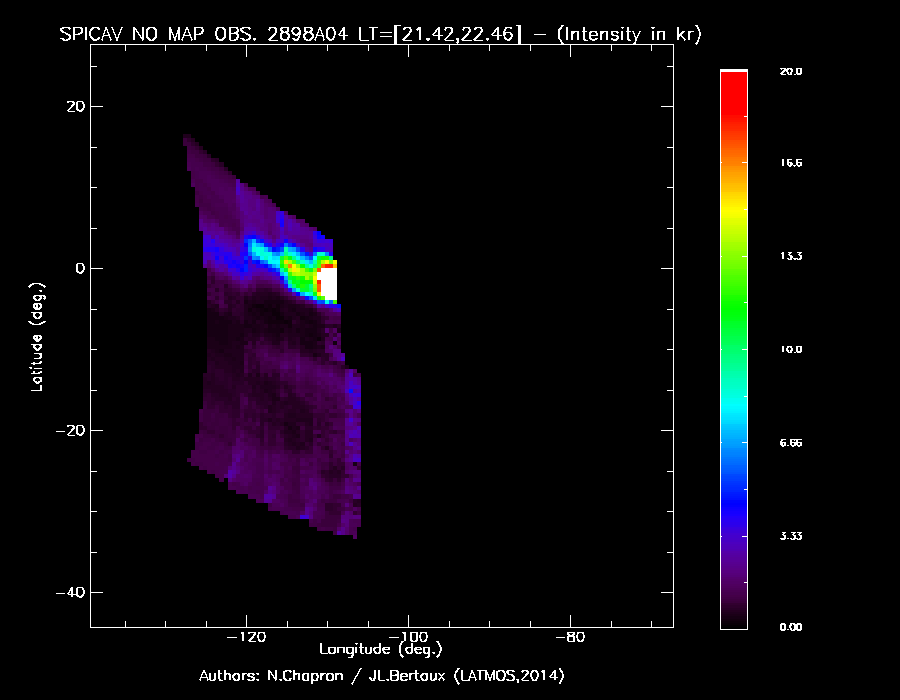 SPICAV NO MAP OBS. 2898A04 LT=[21.42,22.46] - (Intensity in kr)
20.0
20
16.6
13.3
0
10.0
Latitude (deg.)
6.66
-20
3.33
-40
0.00
-120 -100 -80
Longitude (deg.)
Authors: N.Chapron / JL.Bertaux (LATMOS,2014)